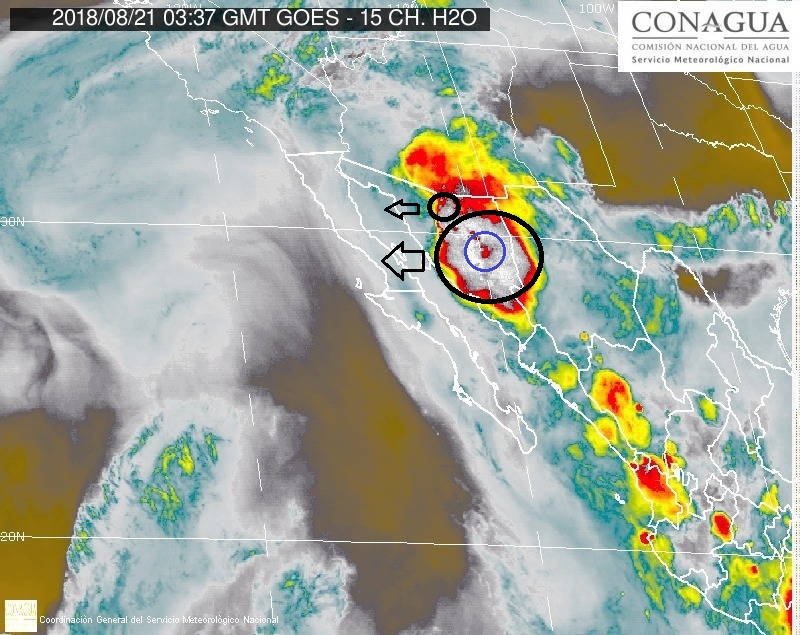 2018/08/21 03:37 GMT GOES - 15 CH. H2O
100W
CONAGUA
COMISIÓN NACIONAL DEL AGUA
Servicio Meteorológico Nacional
30N
20N
Coordinación General del Servicio Meteorológico Nacional